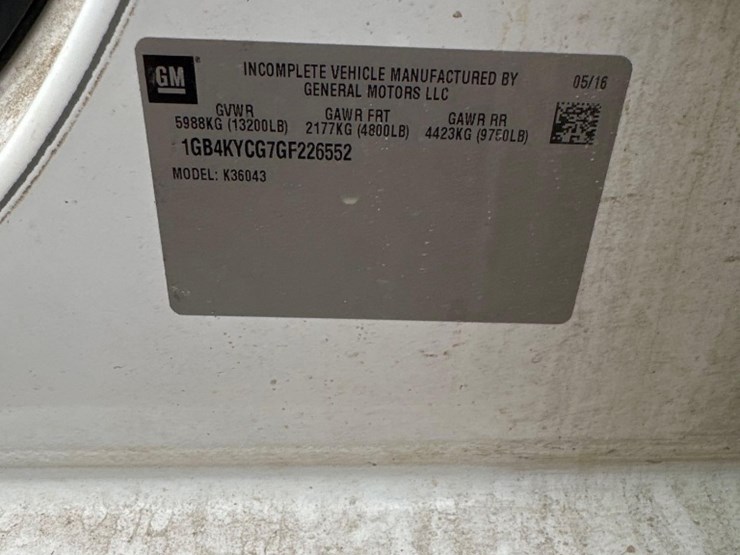 GM
INCOMPLETE VEHICLE MANUFACTURED BY
GENERAL MOTORS LLC
05/16
GVWR GAWR FRT GAWR RR
5988KG (13200LB) 2177KG (4800LB) 4423KG (9750LB)
1GB4KYCG7GF226552
MODEL: K36043